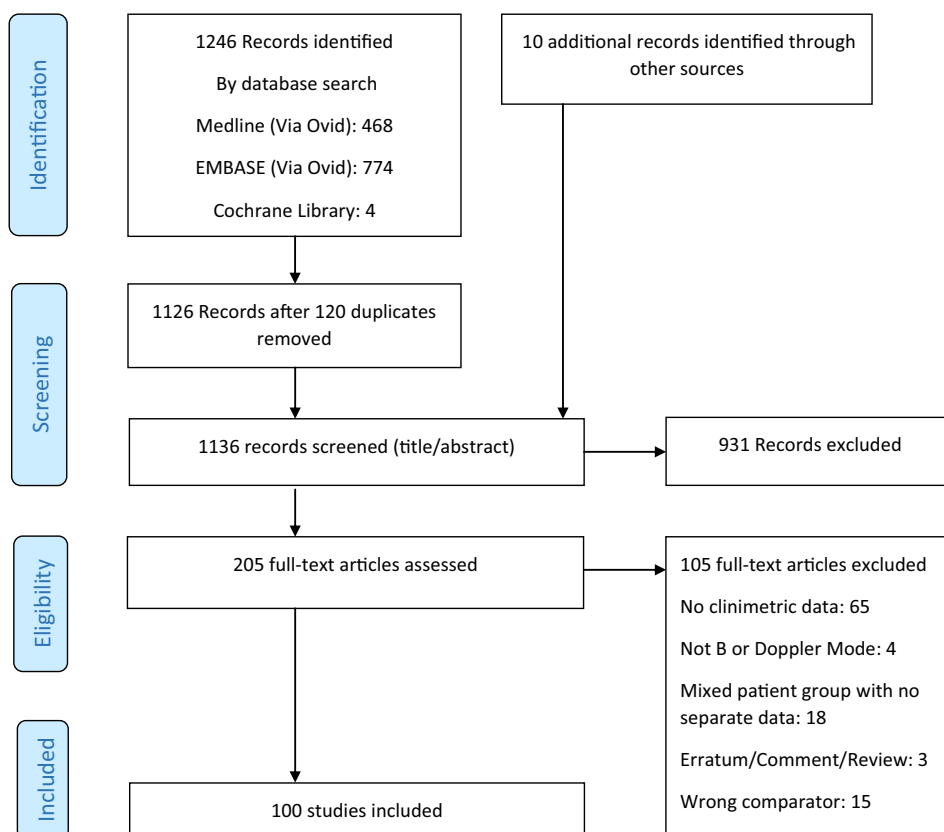 Identification
1246 Records identified
By database search
Medline (Via Ovid): 468
EMBASE (Via Ovid): 774
Cochrane Library: 4
10 additional records identified through
other sources
Screening
1126 Records after 120 duplicates
removed
1136 records screened (title/abstract)
931 Records excluded
Eligibility
205 full-text articles assessed
105 full-text articles excluded
No clinimetric data: 65
Not B or Doppler Mode: 4
Mixed patient group with no
separate data: 18
Erratum/Comment/Review: 3
Wrong comparator: 15
Included
100 studies included